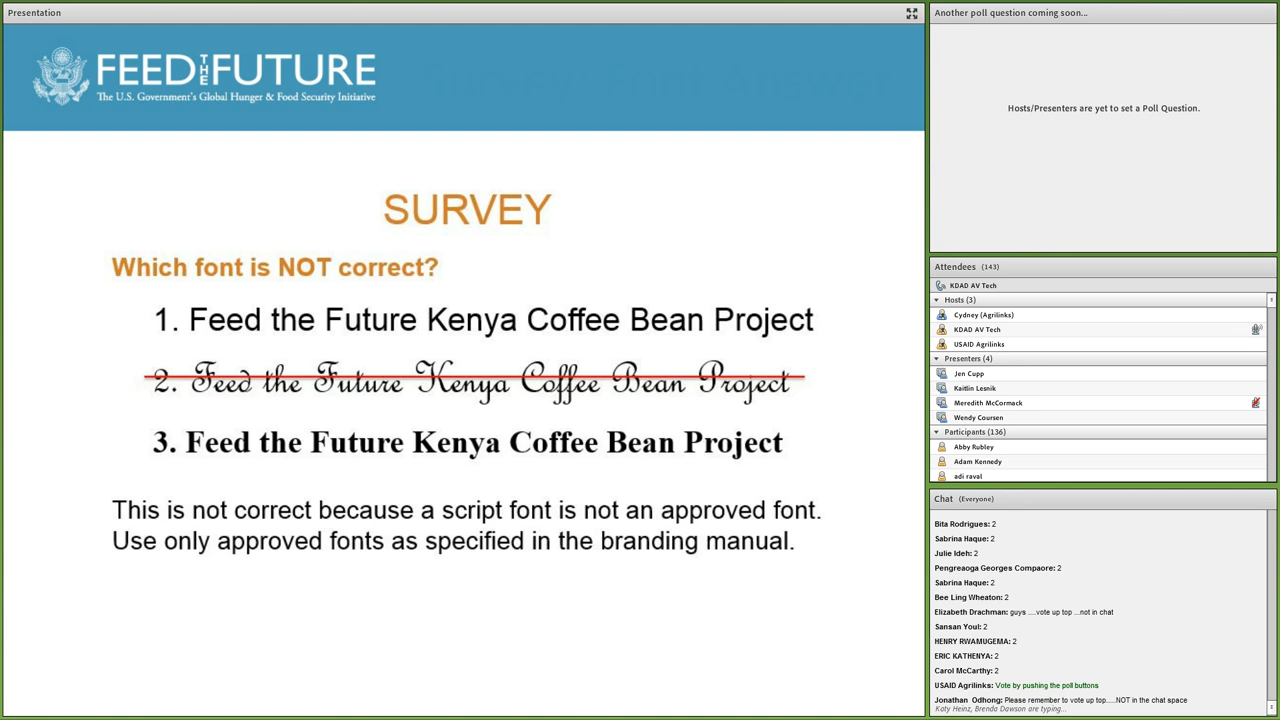 Presentation
FEED THE FUTURE
The U.S. Government's Global Hunger & Food Security Initiative
SURVEY
Which font is NOT correct?
1. Feed the Future Kenya Coffee Bean Project
2. Feed the Future Kenya Coffee Bean Project
3. Feed the Future Kenya Coffee Bean Project
This is not correct because a script font is not an approved font.
Use only approved fonts as specified in the branding manual.
Another poll question coming soon...
Hosts/Presenters are yet to set a Poll Question.
Attendees (143)
KDAD AV Tech
Hosts (3)
Cydney (Agrilinks)
KDAD AV Tech
USAID Agrilinks
Presenters (4)
Jen Cupp
Kaitlin Lesnik
Meredith McCormack
Wendy Coursen
Participants (136)
Abby Rubley
Adam Kennedy
adi raval
Chat (Everyone)
Bita Rodrigues: 2
Sabrina Haque: 2
Julie Ideh: 2
Pengreaoga Georges Compaore: 2
Sabrina Haque: 2
Bee Ling Wheaton: 2
Elizabeth Drachman: guys ....vote up top ...not in chat
Sansan Youl: 2
HENRY RWAMUGEMA: 2
ERIC KATHENYA: 2
Carol McCarthy: 2
USAID Agrilinks: Vote by pushing the poll buttons
Jonathan Odhong: Please remember to vote up top.....NOT in the chat space
Katy Heinz, Brenda Dawson are typing...